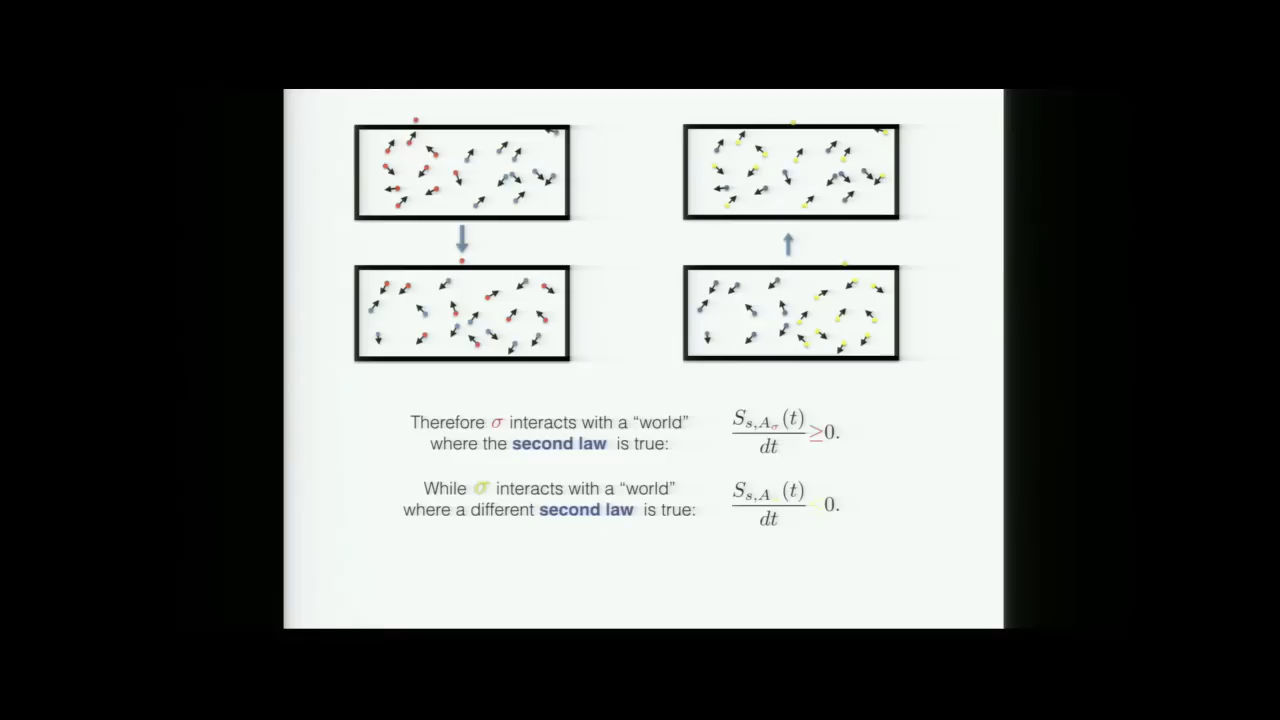 Therefore σ interacts with a “world”
where the second law is true:
S_{s,A_σ}(t)/dt ≥ 0.
While σ interacts with a “world”
where a different second law is true:
S_{s,A}(t)/dt 0.